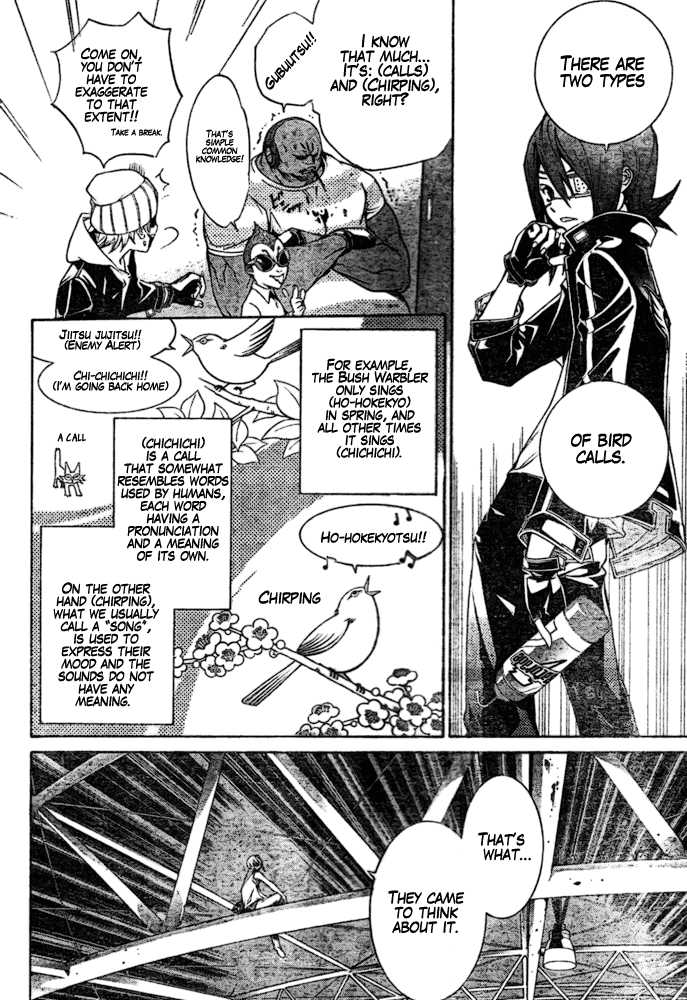 THERE ARE
TWO TYPES
OF BIRD
CALLS.
I KNOW
THAT MUCH...
IT'S: (CALLS)
AND (CHIRPING),
RIGHT?
GUBUUITSU!!
THAT'S
SIMPLE
COMMON
KNOWLEDGE!
COME ON,
YOU DON'T
HAVE TO
EXAGGERATE
TO THAT
EXTENT!!
TAKE A BREAK.
FOR EXAMPLE,
THE BUSH WARBLER
ONLY SINGS
(HO-HOKEKYO)
IN SPRING, AND
ALL OTHER TIMES
IT SINGS
(CHICHICHI).
JIITSU JUJITSU!!
(ENEMY ALERT)
CHI-CHICHICHI!!
(I'M GOING BACK HOME)
A CALL
(CHICHICHI)
IS A CALL
THAT SOMEWHAT
RESEMBLES WORDS
USED BY HUMANS,
EACH WORD
HAVING A
PRONUNCIATION
AND A MEANING
OF ITS OWN.
HO-HOKEKYOTSU!!
CHIRPING
ON THE OTHER
HAND (CHIRPING),
WHAT WE USUALLY
CALL A "SONG",
IS USED TO
EXPRESS THEIR
MOOD AND THE
SOUNDS DO NOT
HAVE ANY
MEANING.
THAT'S
WHAT...
THEY CAME
TO THINK
ABOUT IT.